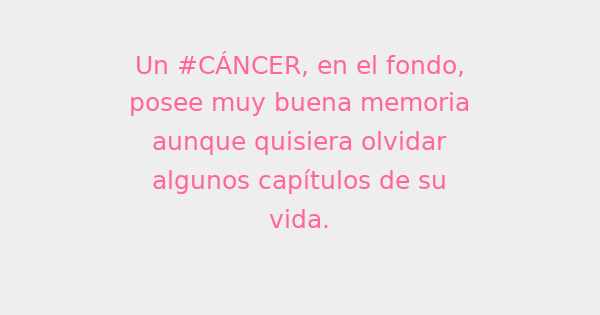 Un #CÁNCER, en el fondo,
posee muy buena memoria
aunque quisiera olvidar
algunos capítulos de su
vida.